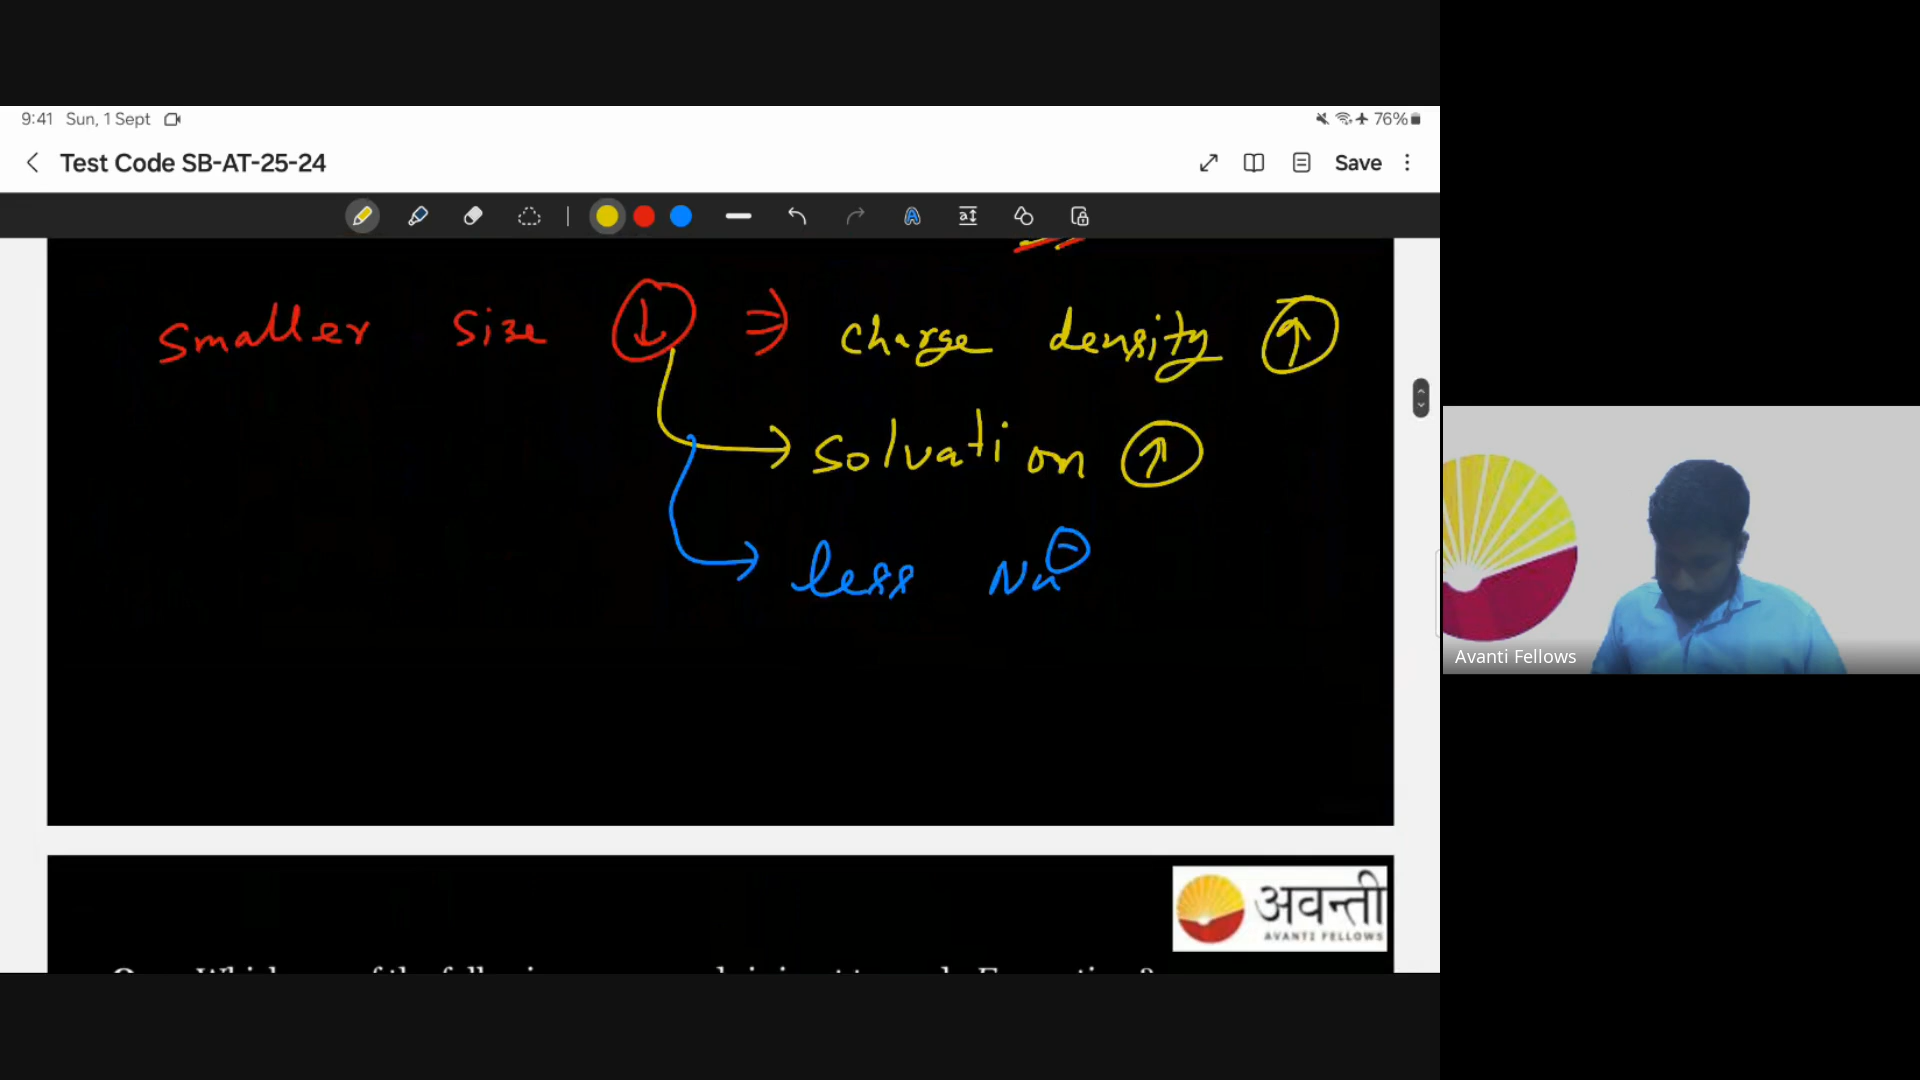 9:41 Sun, 1 Sept 76%
Test Code SB-AT-25-24
Save
Smaller size ↓ ⇒ charge density ↑
→ solvation ↑
→ less Nu⊖
अवन्ती
AVANTI FELLOWS
Avanti Fellows